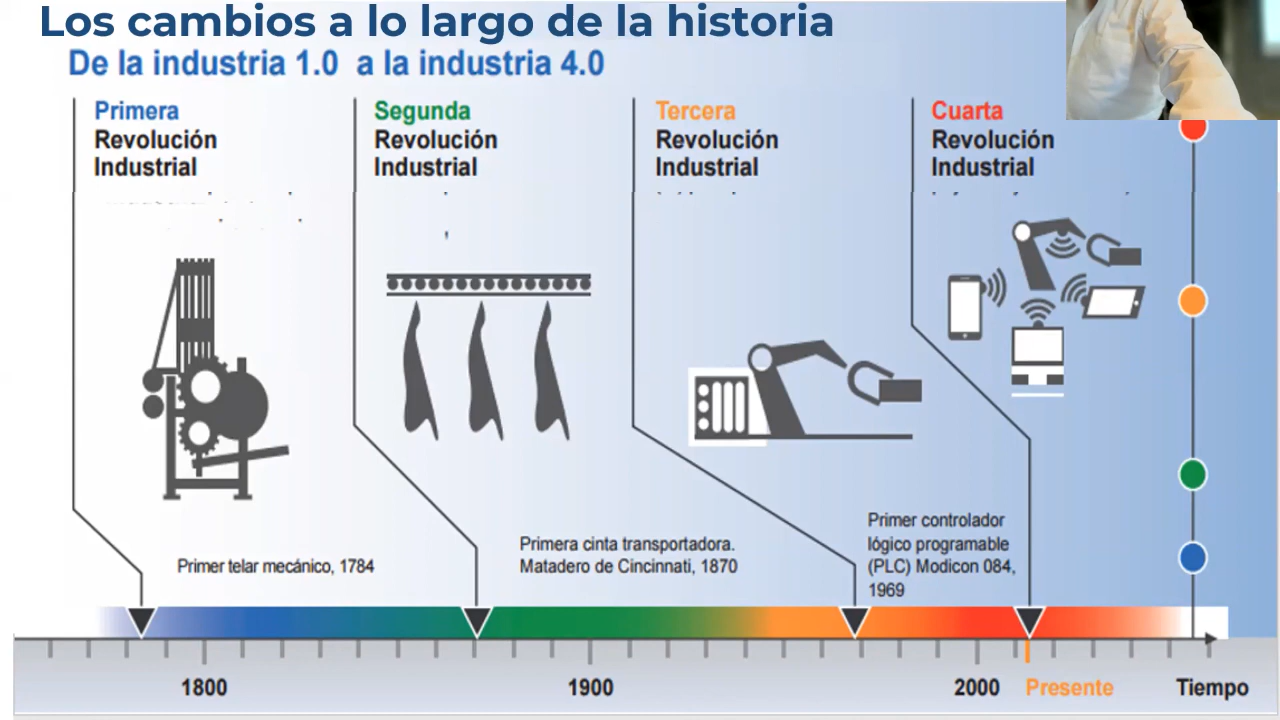 Los cambios a lo largo de la historia
De la industria 1.0 a la industria 4.0
Primera
Revolución
Industrial
Segunda
Revolución
Industrial
Tercera
Revolución
Industrial
Cuarta
Revolución
Industrial
Primer telar mecánico, 1784
Primera cinta transportadora.
Matadero de Cincinnati, 1870
Primer controlador
lógico programable
(PLC) Modicon 084,
1969
1800
1900
2000
Presente
Tiempo